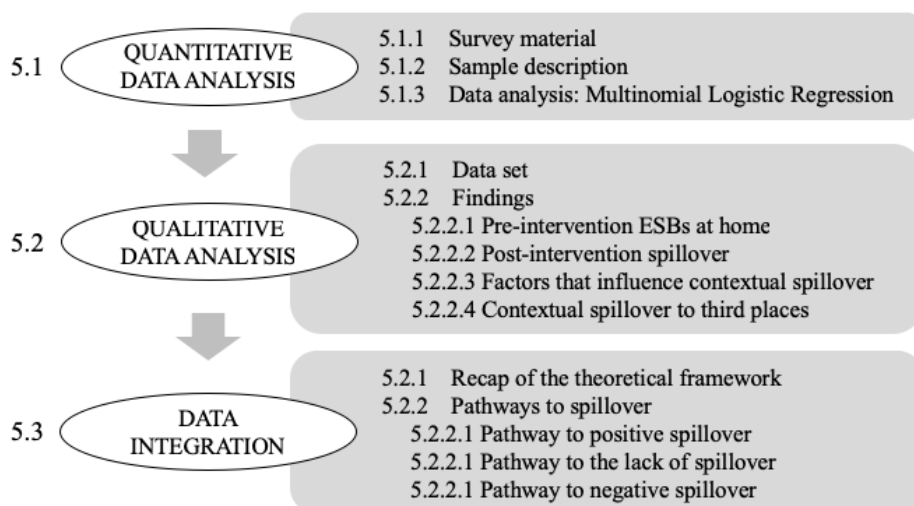 5.1
QUANTITATIVE
DATA ANALYSIS
5.1.1 Survey material
5.1.2 Sample description
5.1.3 Data analysis: Multinomial Logistic Regression
5.2
QUALITATIVE
DATA ANALYSIS
5.2.1 Data set
5.2.2 Findings
5.2.2.1 Pre-intervention ESBs at home
5.2.2.2 Post-intervention spillover
5.2.2.3 Factors that influence contextual spillover
5.2.2.4 Contextual spillover to third places
5.3
DATA
INTEGRATION
5.2.1 Recap of the theoretical framework
5.2.2 Pathways to spillover
5.2.2.1 Pathway to positive spillover
5.2.2.1 Pathway to the lack of spillover
5.2.2.1 Pathway to negative spillover